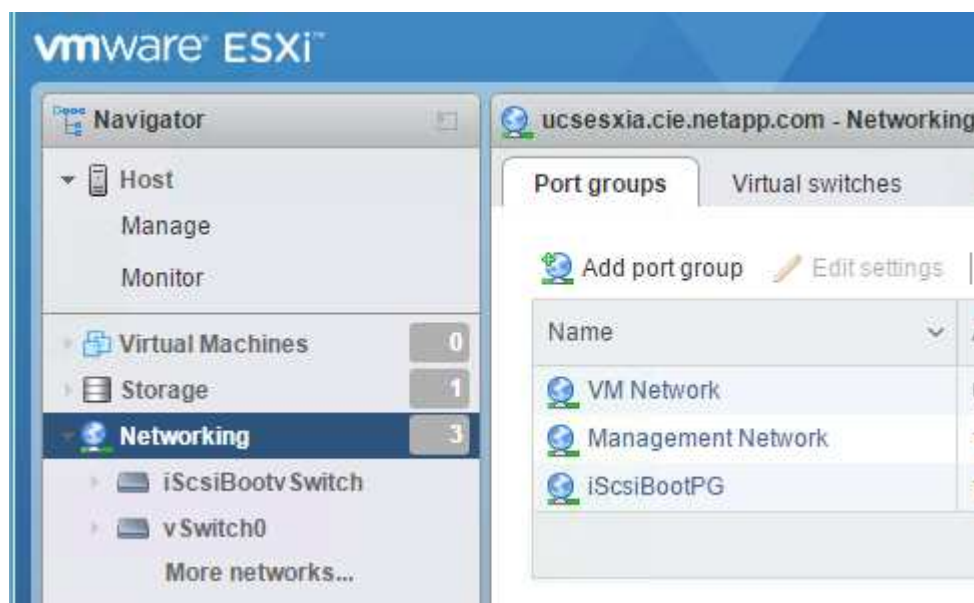 vmware ESXi™
Navigator
Host
Manage
Monitor
Virtual Machines 0
Storage 1
Networking 3
iScsiBootvSwitch
vSwitch0
More networks...
ucsesxia.cie.netapp.com - Networking
Port groups Virtual switches
Add port group Edit settings
Name
VM Network
Management Network
iScsiBootPG